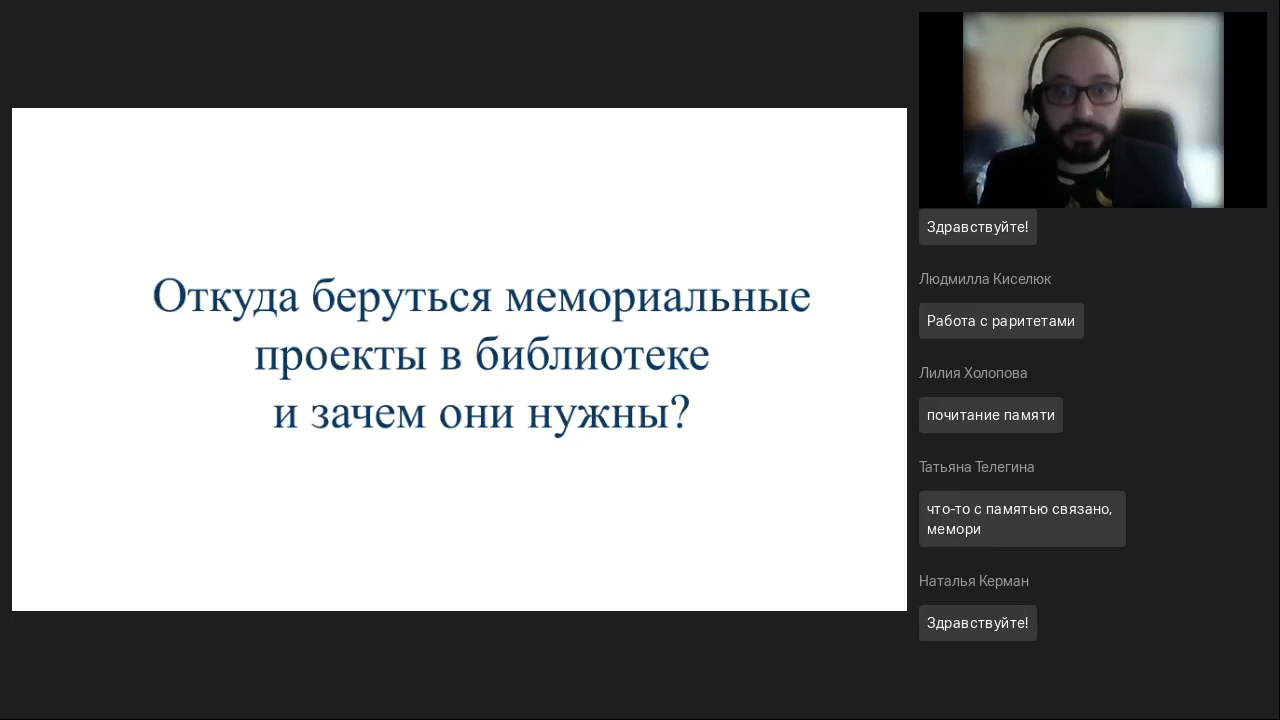 Откуда беруться мемориальные
проекты в библиотеке
и зачем они нужны?
Здравствуйте!
Людмилла Киселюк
Работа с раритетами
Лилия Холопова
почитание памяти
Татьяна Телегина
что-то с памятью связано,
мемори
Наталья Керман
Здравствуйте!